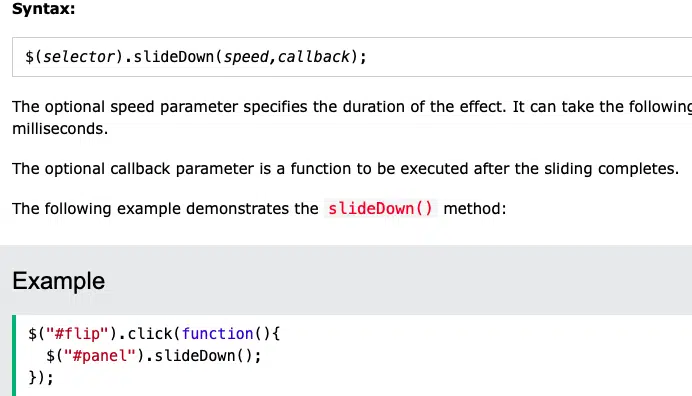 Syntax:
$(selector).slideDown(speed,callback);
The optional speed parameter specifies the duration of the effect. It can take the following
milliseconds.
The optional callback parameter is a function to be executed after the sliding completes.
The following example demonstrates the slideDown() method:
Example
$("#flip").click(function(){
  $("#panel").slideDown();
});